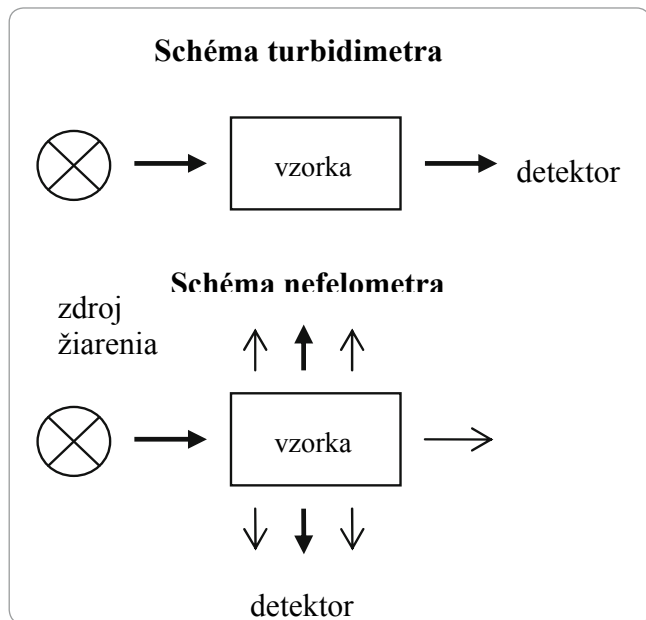 Schéma turbidimetra
vzorka
detektor
Schéma nefelometra
zdroj
žiarenia
vzorka
detektor